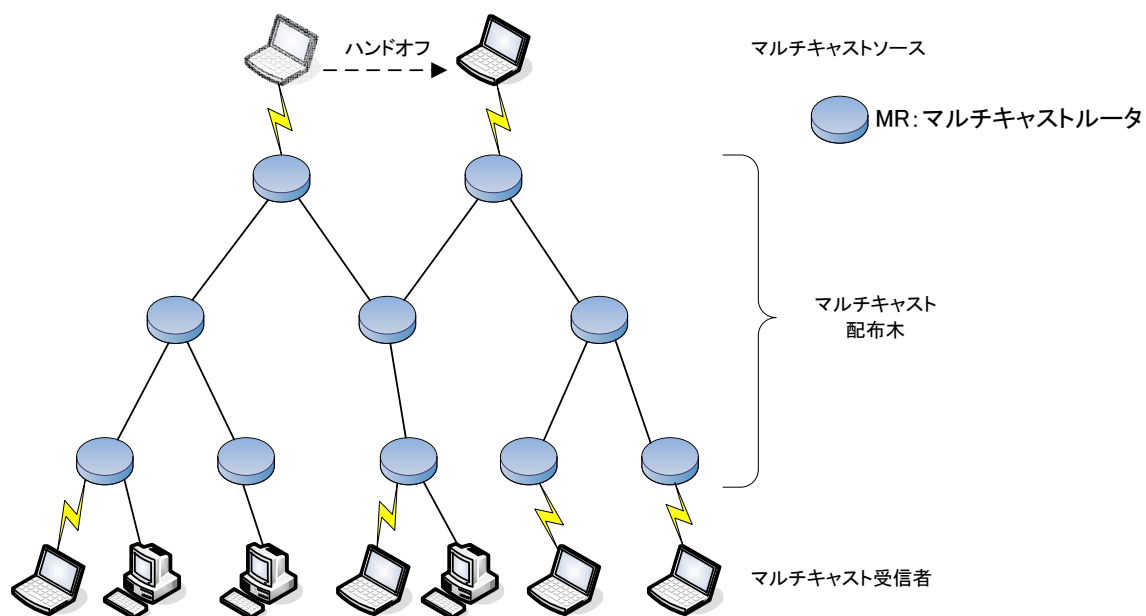 ハンドオフ
マルチキャストソース
MR:マルチキャストルータ
マルチキャスト
配布木
マルチキャスト受信者